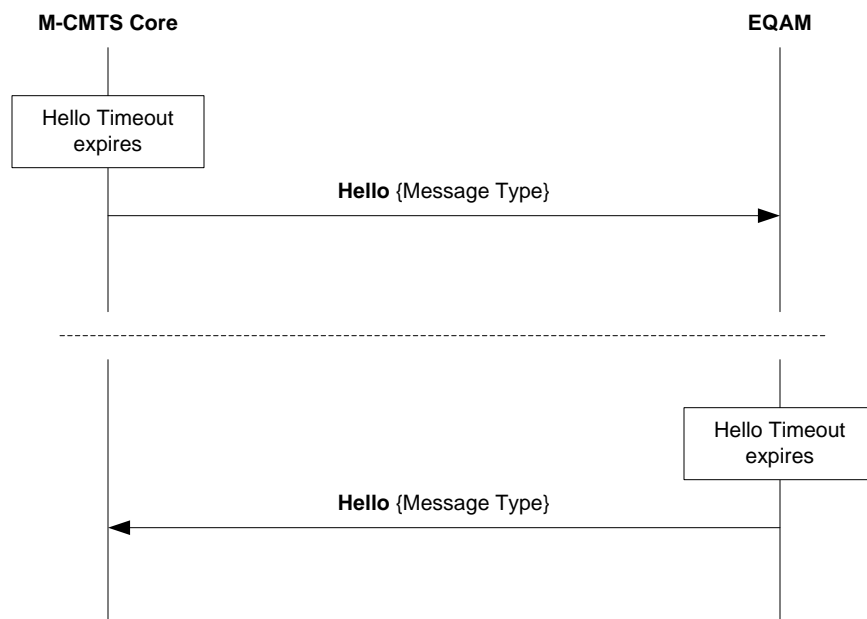 M-CMTS Core
EQAM
Hello Timeout
expires
Hello {Message Type}
Hello Timeout
expires
Hello {Message Type}